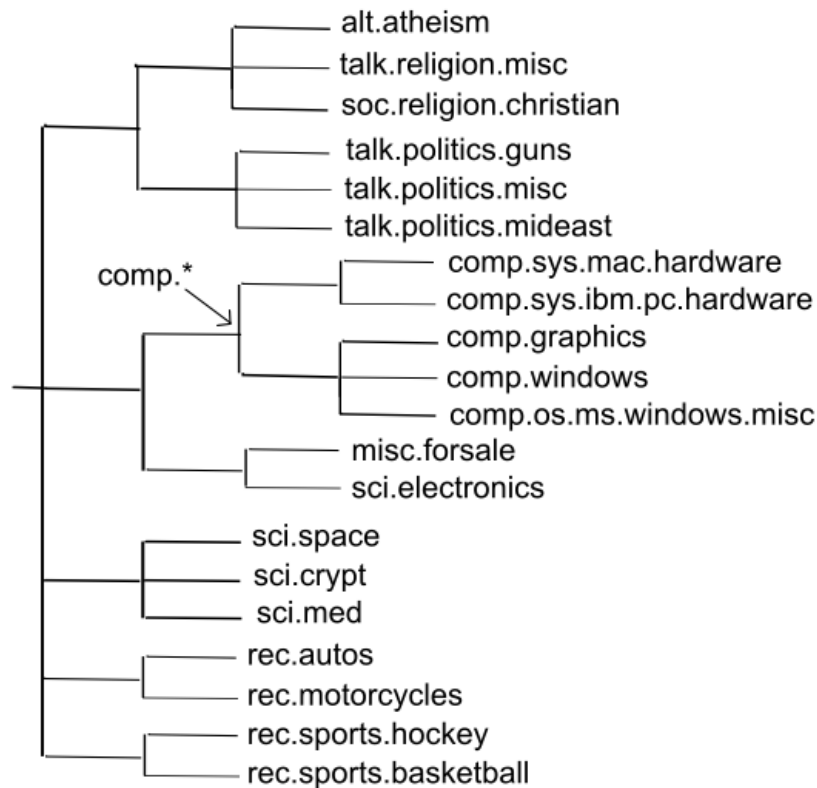 alt.atheism
talk.religion.misc
soc.religion.christian
talk.politics.guns
talk.politics.misc
talk.politics.mideast
comp.*
comp.sys.mac.hardware
comp.sys.ibm.pc.hardware
comp.graphics
comp.windows
comp.os.ms.windows.misc
misc.forsale
sci.electronics
sci.space
sci.crypt
sci.med
rec.autos
rec.motorcycles
rec.sports.hockey
rec.sports.basketball